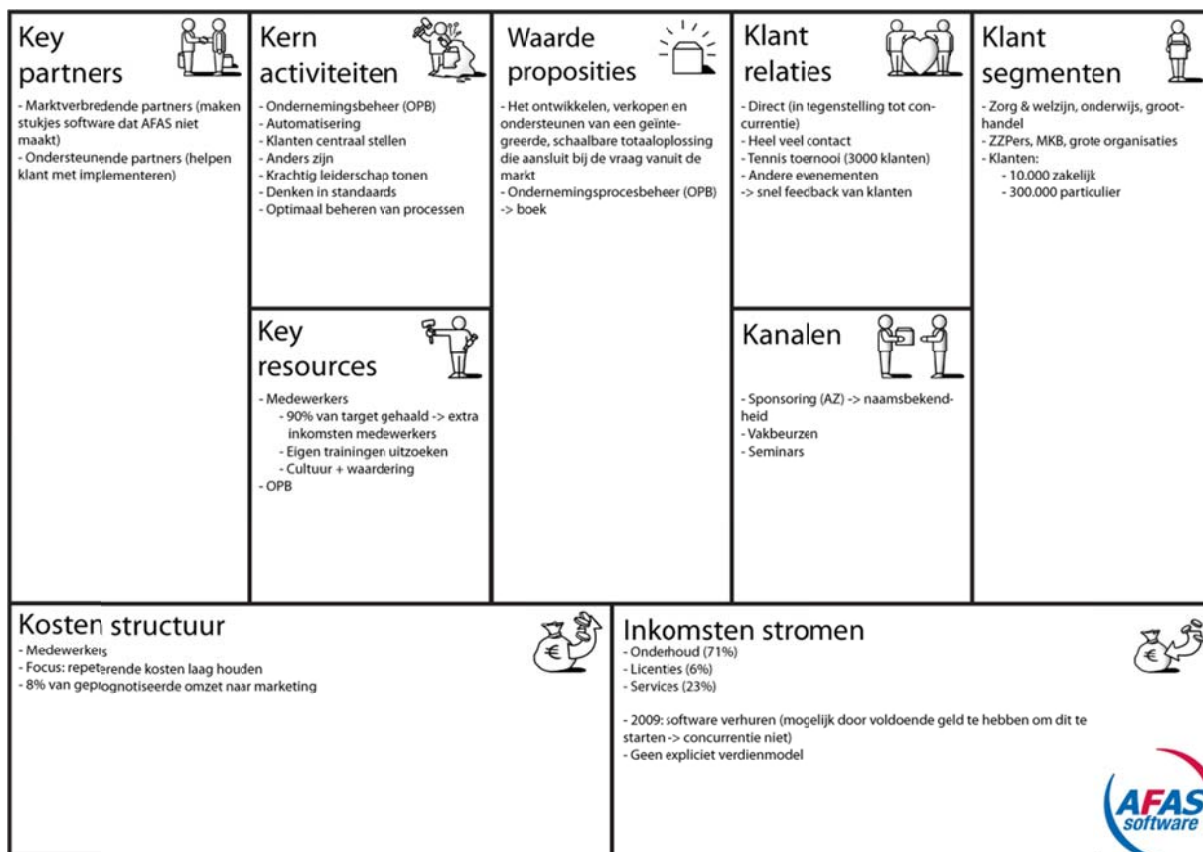 Key
partners
- Marktverbredende partners (maken
stukjes software dat AFAS niet
maakt)
- Ondersteunende partners (helpen
klant met implementeren)
Kern
activiteiten
- Ondernemingsbeheer (OPB)
- Automatisering
- Klanten centraal stellen
- Anders zijn
- Krachtig leiderschap tonen
- Denken in standaards
- Optimaal beheren van processen
Key
resources
- Medewerkers
- 90% van target gehaald -> extra
inkomsten medewerkers
- Eigen trainingen uitzoeken
- Cultuur + waardering
- OPB
Waarde
proposities
- Het ontwikkelen, verkopen en
ondersteunen van een geïnte-
greerde, schaalbare totaaloplossing
die aansluit bij de vraag vanuit de
markt
- Ondernemingsprocesbeheer (OPB)
-> boek
Klant
relaties
- Direct (in tegenstelling tot con-
currentie)
- Heel veel contact
- Tennis toernooi (3000 klanten)
- Andere evenementen
-> snel feedback van klanten
Kanalen
- Sponsoring (AZ) -> naamsbekend-
heid
- Vakbeurzen
- Seminars
Klant
segmenten
- Zorg & welzijn, onderwijs, groot-
handel
- ZZPers, MKB, grote organisaties
- Klanten:
- 10.000 zakelijk
- 300.000 particulier
Kosten structuur
- Medewerkers
- Focus: repeterende kosten laag houden
- 8% van geprognotiseerde omzet naar marketing
€
Inkomsten stromen
- Onderhoud (71%)
- Licenties (6%)
- Services (23%)
- 2009: software verhuren (mogelijk door voldoende geld te hebben om dit te
starten -> concurrentie niet)
- Geen expliciet verdienmodel
€
AFAS
software